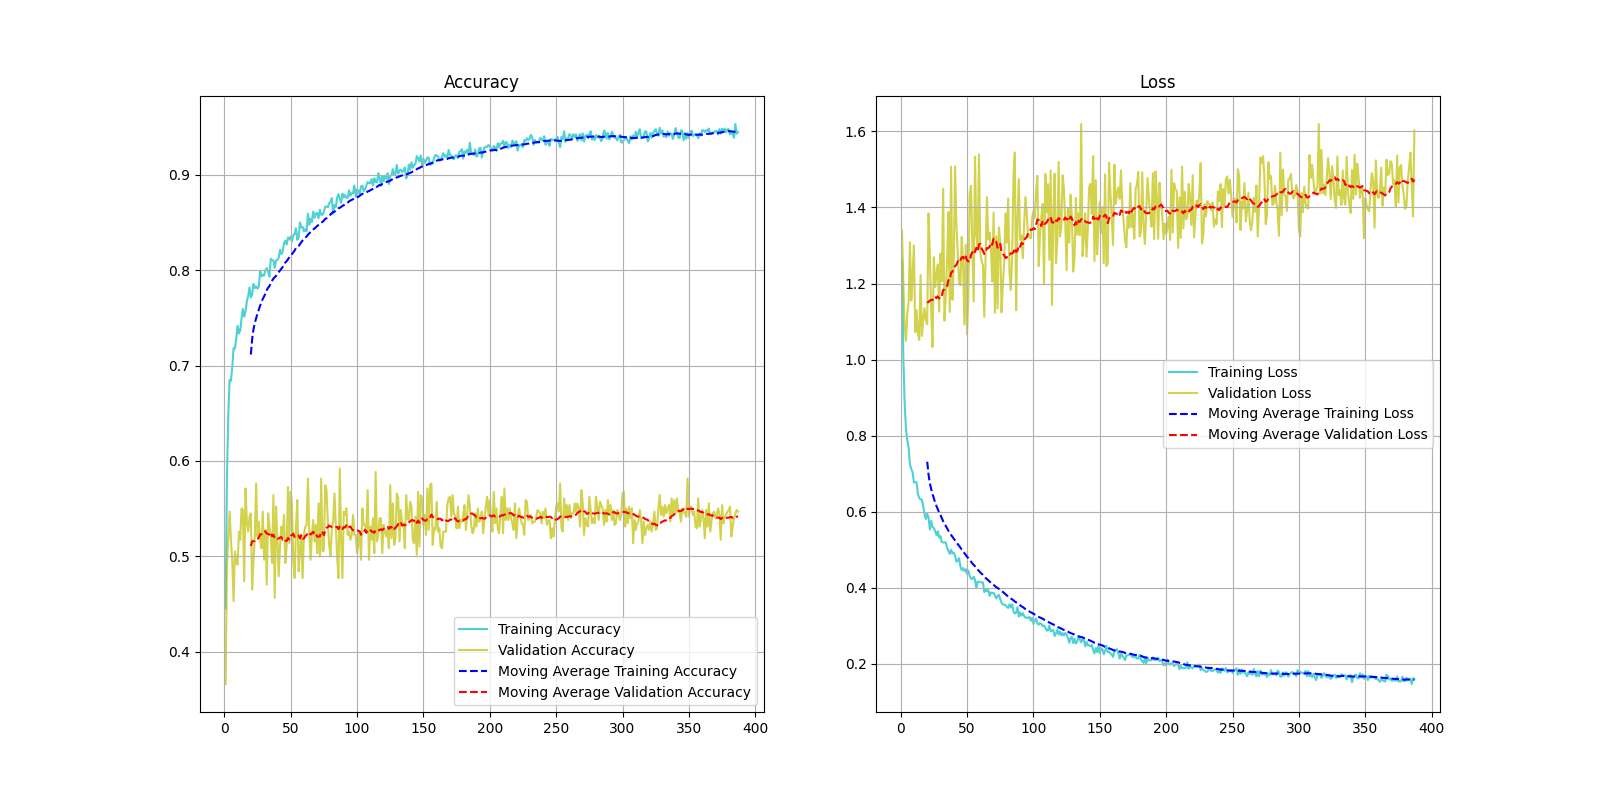 Accuracy
0.9
0.8
0.7
0.6
0.5
0.4
0 50 100 150 200 250 300 350 400
Training Accuracy
Validation Accuracy
Moving Average Training Accuracy
Moving Average Validation Accuracy
Loss
1.6
1.4
1.2
1.0
0.8
0.6
0.4
0.2
0 50 100 150 200 250 300 350 400
Training Loss
Validation Loss
Moving Average Training Loss
Moving Average Validation Loss